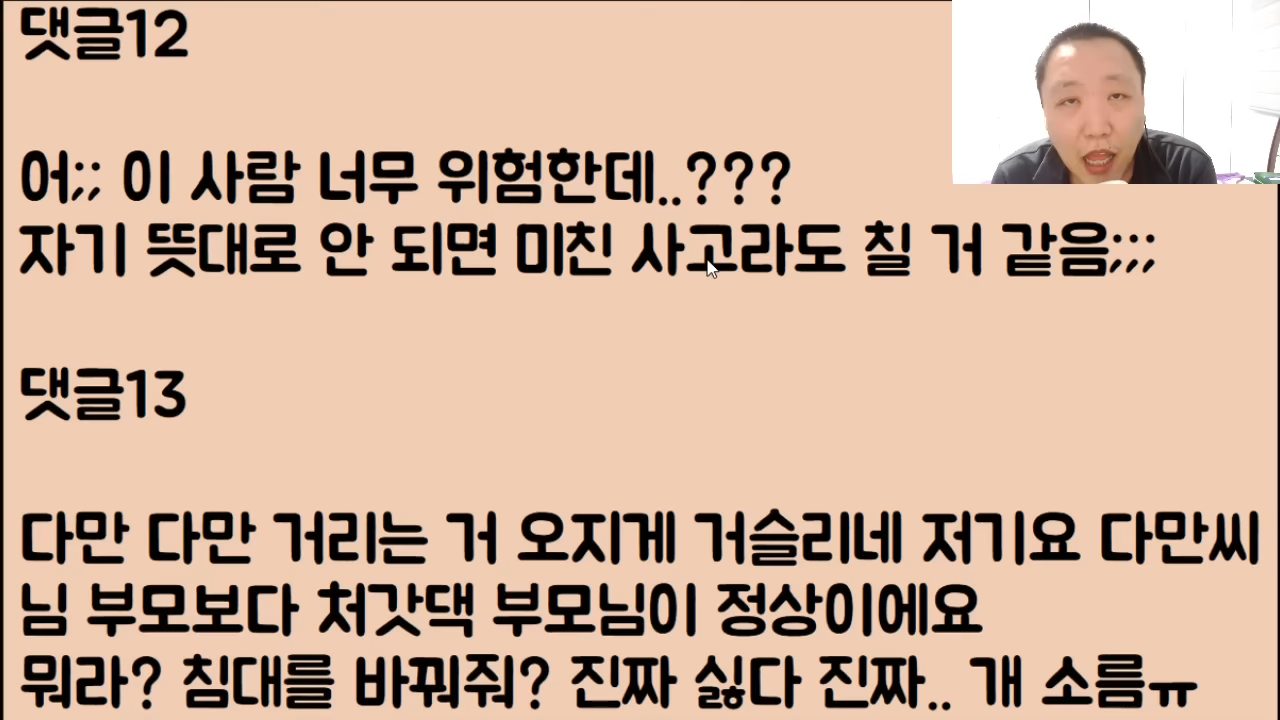 댓글12
어;; 이 사람 너무 위험한데..???
자기 뜻대로 안 되면 미친 사고라도 칠 거 같음;;;
댓글13
다만 다만 거리는 거 오지게 거슬리네 저기요 다만씨
님 부모보다 처갓댁 부모님이 정상이에요
뭐라? 침대를 바꿔줘? 진짜 싫다 진짜.. 개 소름ㅠ